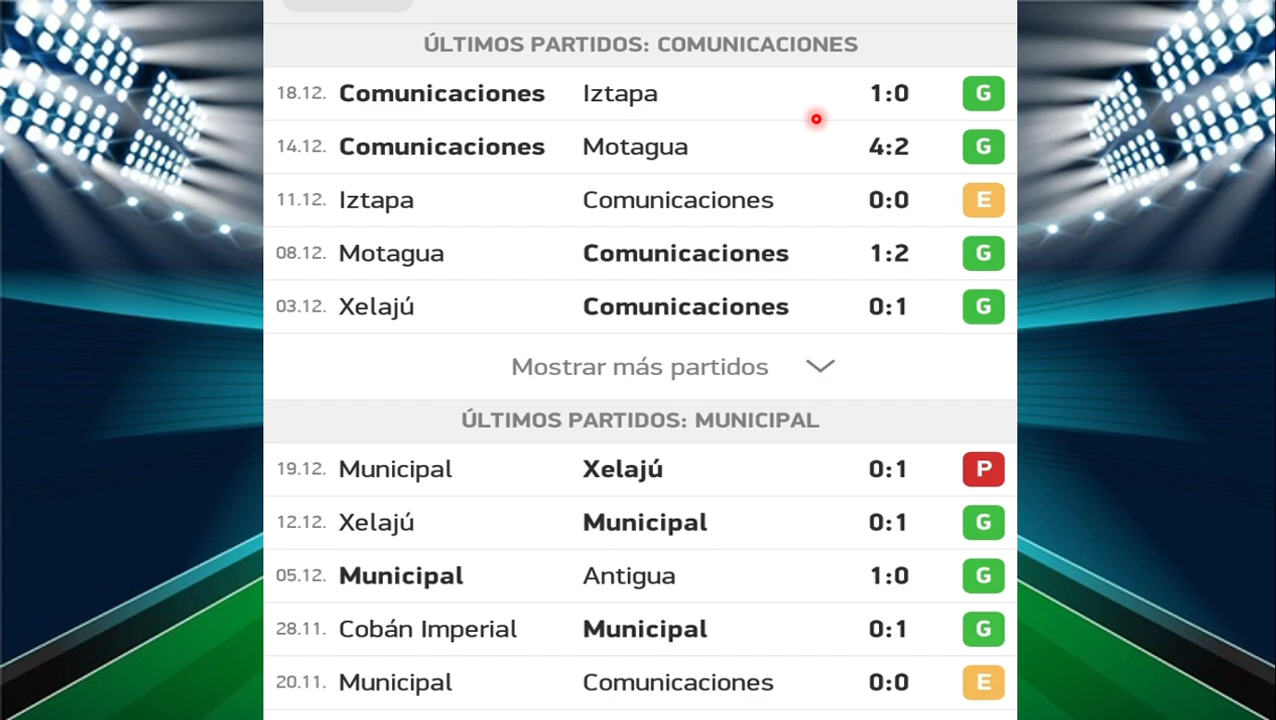 ÚLTIMOS PARTIDOS: COMUNICACIONES
18.12. Comunicaciones Iztapa 1:0 G
14.12. Comunicaciones Motagua 4:2 G
11.12. Iztapa Comunicaciones 0:0 E
08.12. Motagua Comunicaciones 1:2 G
03.12. Xelajú Comunicaciones 0:1 G
Mostrar más partidos
ÚLTIMOS PARTIDOS: MUNICIPAL
19.12. Municipal Xelajú 0:1 P
12.12. Xelajú Municipal 0:1 G
05.12. Municipal Antigua 1:0 G
28.11. Cobán Imperial Municipal 0:1 G
20.11. Municipal Comunicaciones 0:0 E